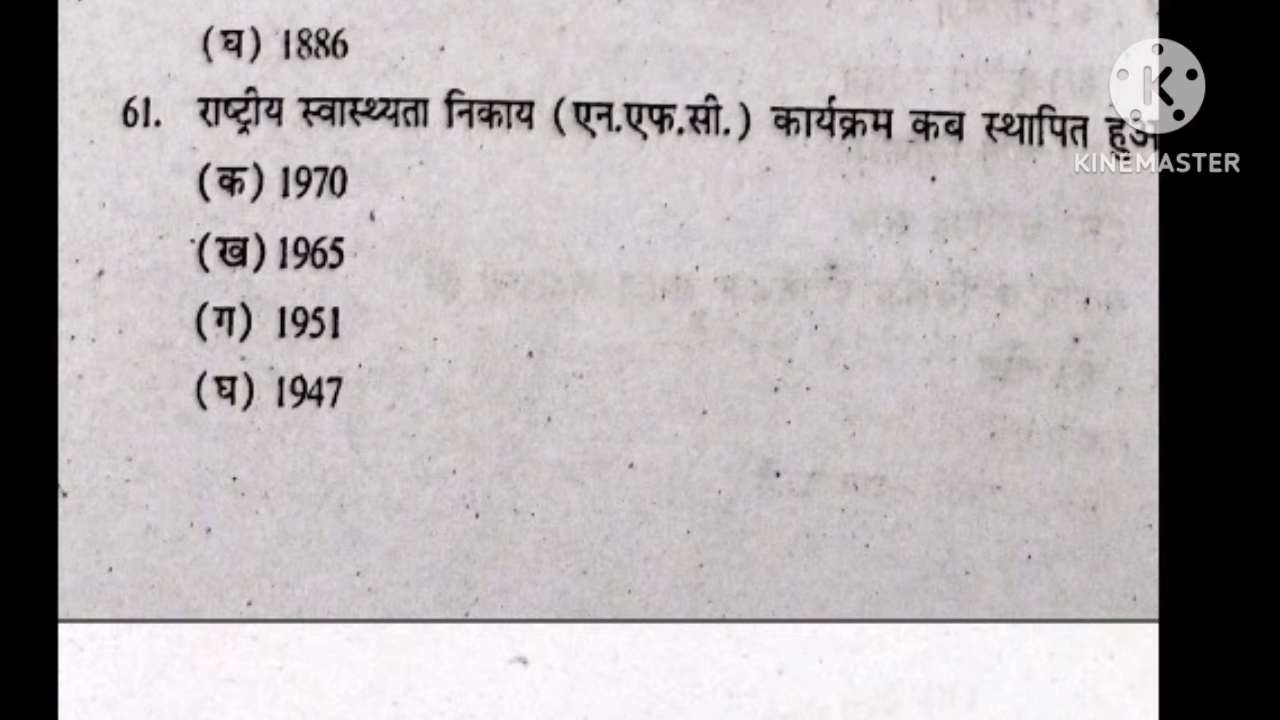 (घ) 1886
61. राष्ट्रीय स्वास्थ्यता निकाय (एन.एफ.सी.) कार्यक्रम कब स्थापित हुअ
KINEMASTER
(क) 1970
(ख) 1965
(ग) 1951
(घ) 1947